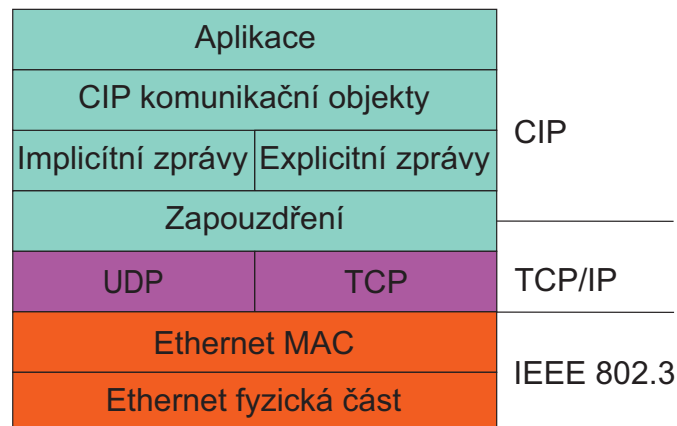 Aplikace
CIP komunikační objekty
Implicítní zprávy Explicitní zprávy
CIP
Zapouzdření
UDP TCP TCP/IP
Ethernet MAC
IEEE 802.3
Ethernet fyzická část